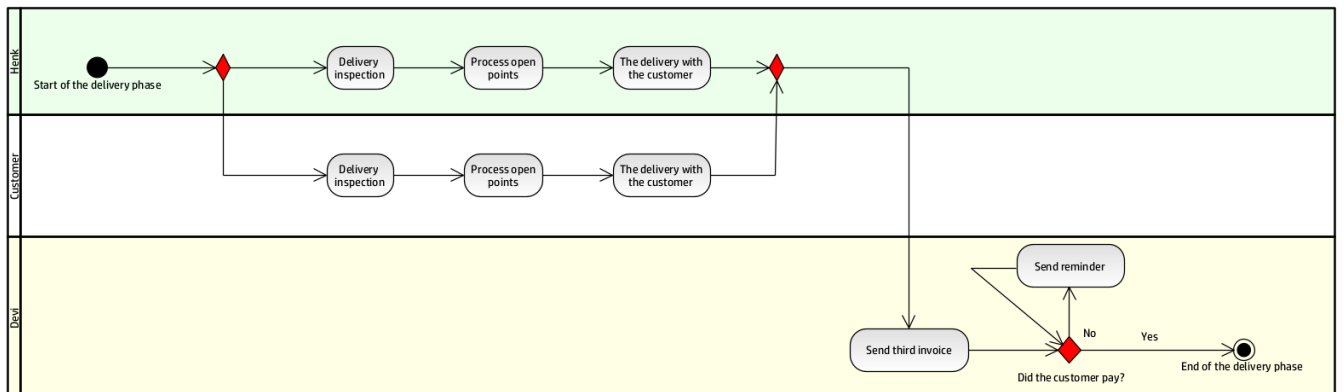 Henk
Start of the delivery phase
Delivery
inspection
Process open
points
The delivery with
the customer
Customer
Delivery
inspection
Process open
points
The delivery with
the customer
Devi
Send reminder
Send third invoice
No
Yes
Did the customer pay?
End of the delivery phase